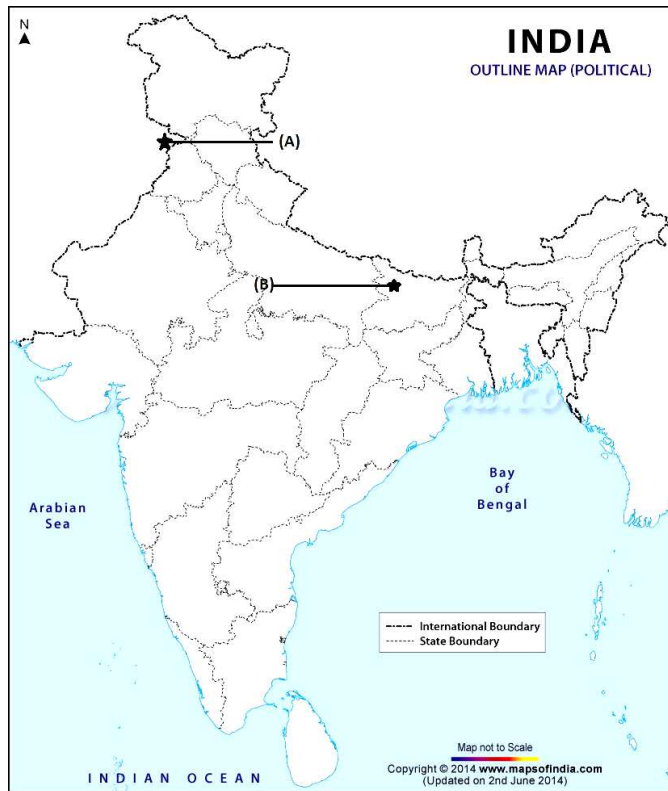 N
INDIA
OUTLINE MAP (POLITICAL)
(A)
(B)
Arabian
Sea
Bay
of
Bengal
International Boundary
State Boundary
Map not to Scale
Copyright © 2014 www.mapsofindia.com
(Updated on 2nd June 2014)
INDIAN OCEAN